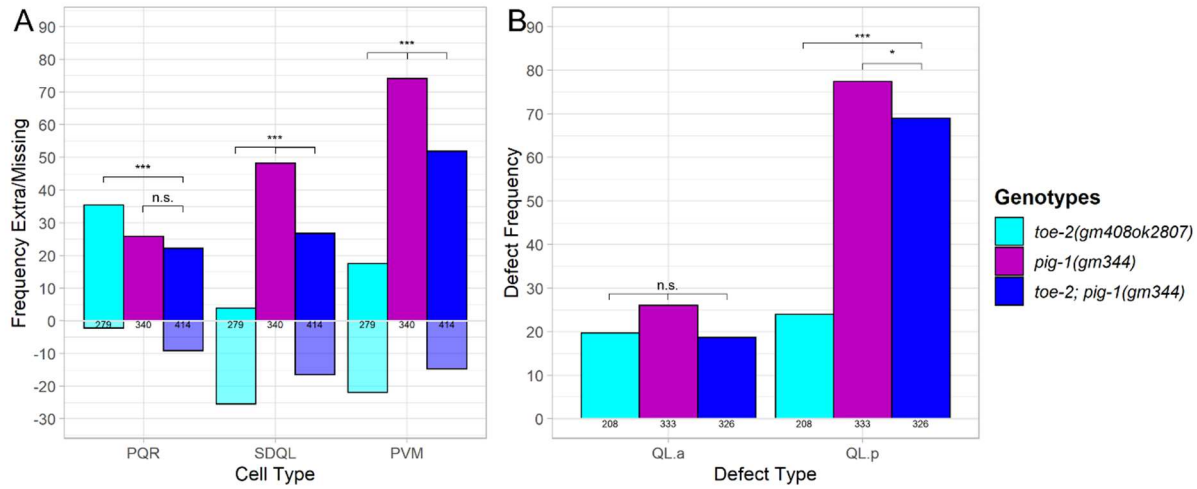 A
Frequency Extra/Missing
90
80
70
60
50
40
30
20
10
0
-10
-20
-30
***
n.s.
***
***
279 340 414 279 340 414 279 340 414
PQR SDQL PVM
Cell Type
B
Defect Frequency
90
80
70
60
50
40
30
20
10
0
n.s.
***
*
208 333 326 208 333 326
QL.a QL.p
Defect Type
Genotypes
toe-2(gm408ok2807)
pig-1(gm344)
toe-2; pig-1(gm344)